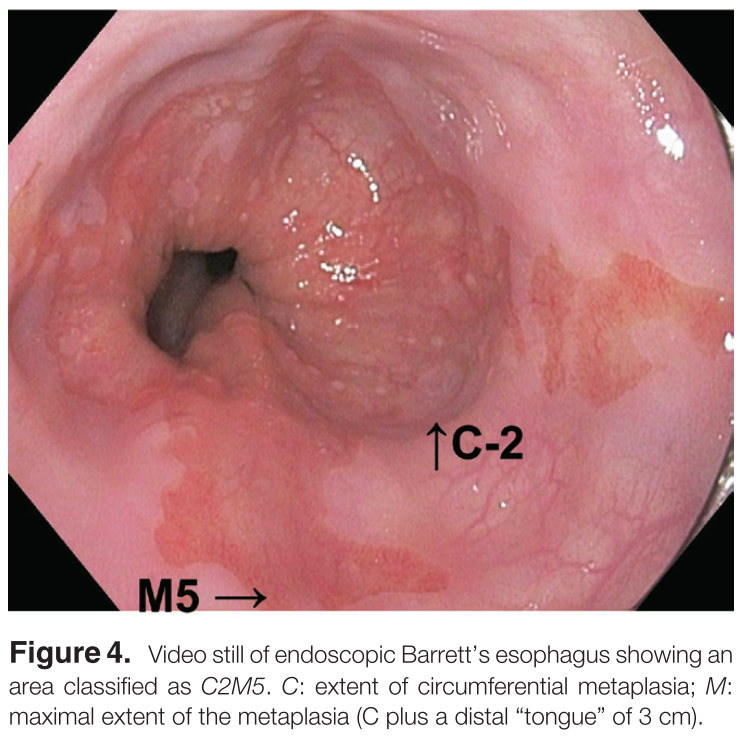 ↑C-2
M5 →
Figure 4. Video still of endoscopic Barrett's esophagus showing an
area classified as C2M5. C: extent of circumferential metaplasia; M:
maximal extent of the metaplasia (C plus a distal “tongue” of 3 cm).